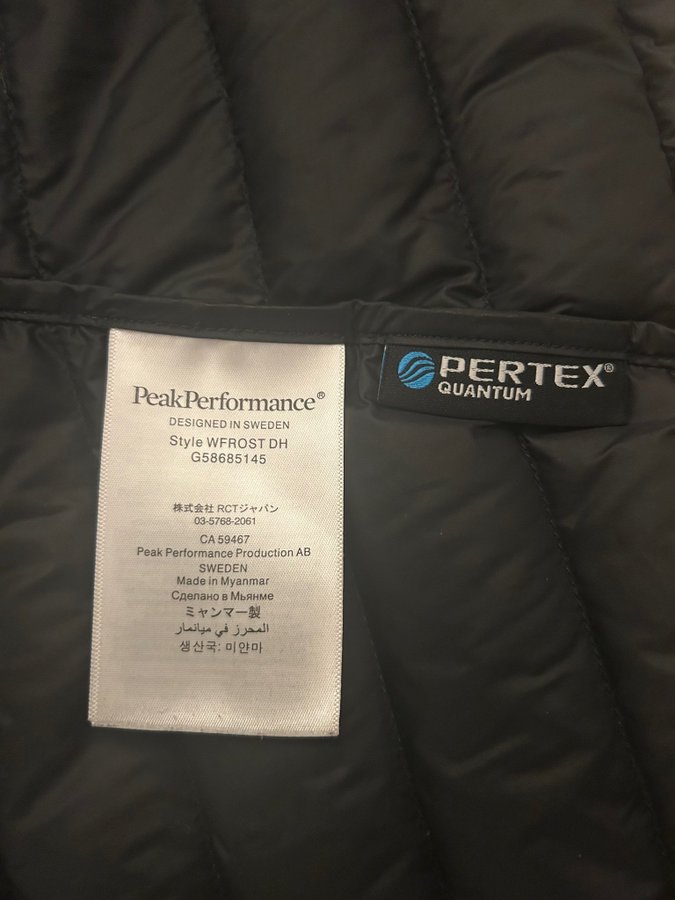 PeakPerformance®
DESIGNED IN SWEDEN
Style WFROST DH
G58685145
株式会社 RCTジャパン
03-5768-2061
CA 59467
Peak Performance Production AB
SWEDEN
Made in Myanmar
Сделано в Мьянме
ミャンマー製
المحرز في ميانمار
생산국: 미얀마
PERTEX®
QUANTUM